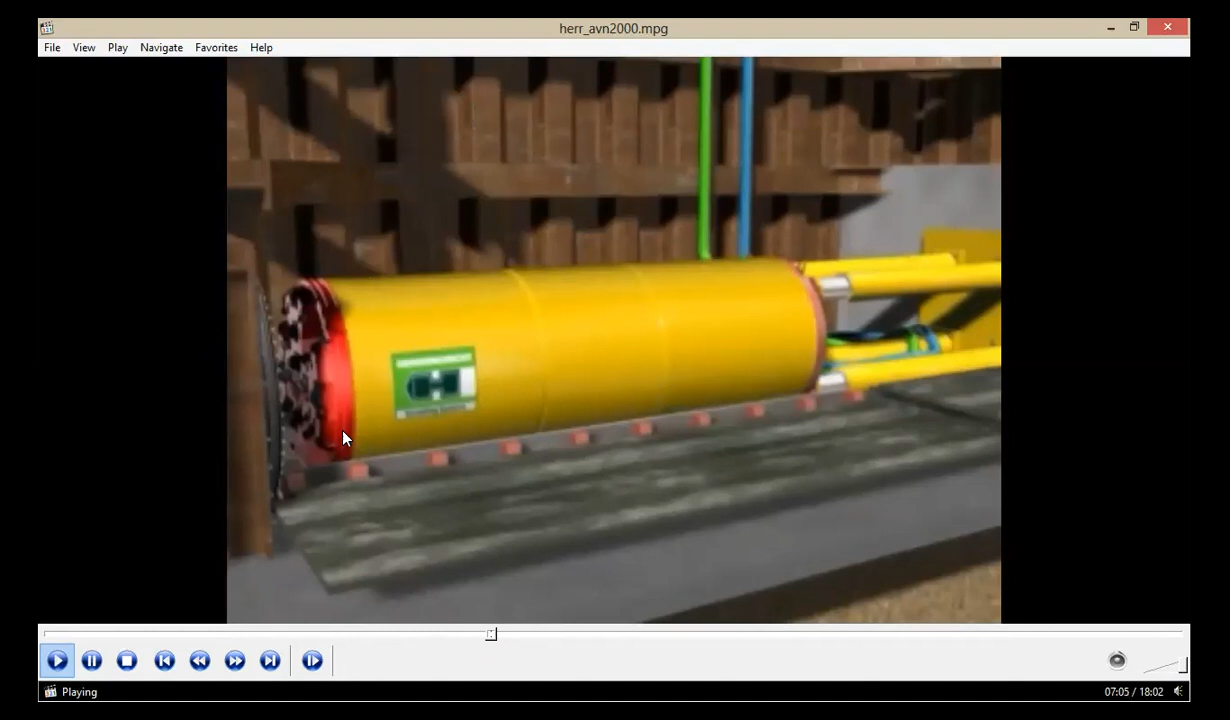 herr_avn2000.mpg
File View Play Navigate Favorites Help
Playing
07:05 / 18:02